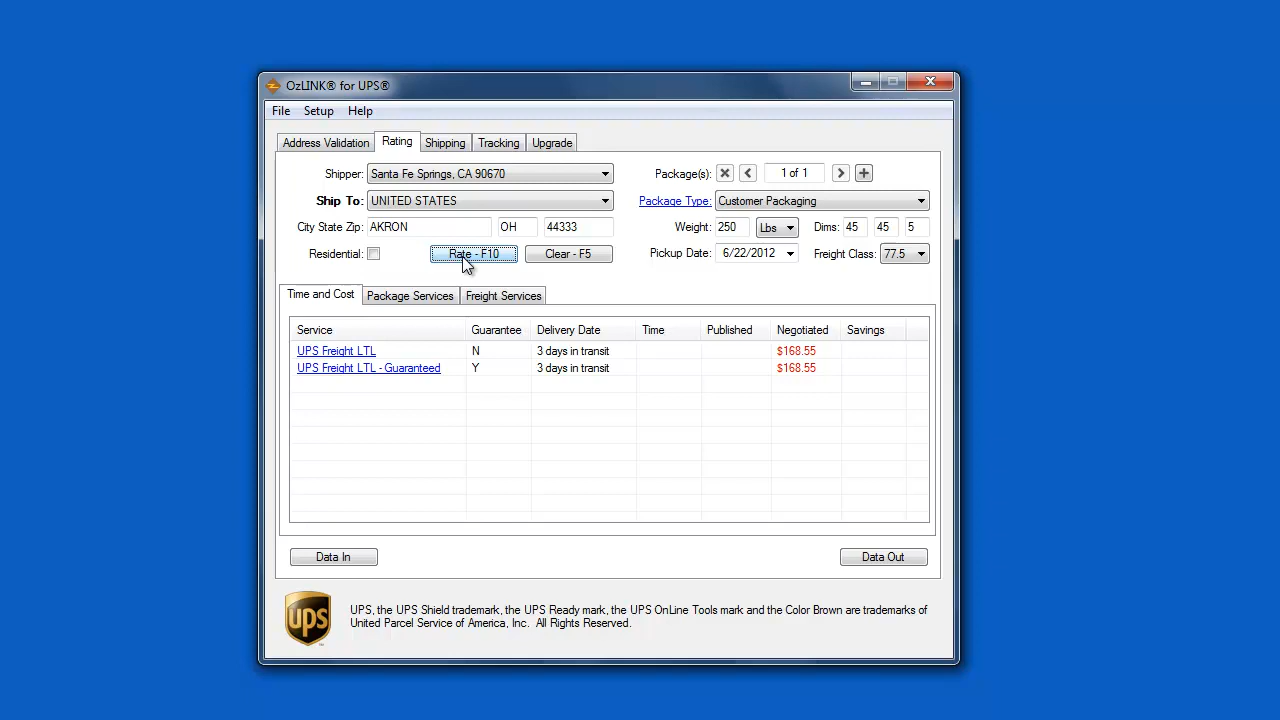 OzLINK® for UPS®
File Setup Help
Address Validation Rating Shipping Tracking Upgrade
Shipper: Santa Fe Springs, CA 90670 Package(s): 1 of 1
Ship To: UNITED STATES Package Type: Customer Packaging
City State Zip: AKRON OH 44333 Weight: 250 Lbs Dims: 45 45 5
Residential: Rate - F10 Clear - F5 Pickup Date: 6/22/2012 Freight Class: 77.5
Time and Cost Package Services Freight Services
Service Guarantee Delivery Date Time Published Negotiated Savings
UPS Freight LTL N 3 days in transit $168.55
UPS Freight LTL - Guaranteed Y 3 days in transit $168.55
Data In Data Out
ups
UPS, the UPS Shield trademark, the UPS Ready mark, the UPS OnLine Tools mark and the Color Brown are trademarks of
United Parcel Service of America, Inc. All Rights Reserved.